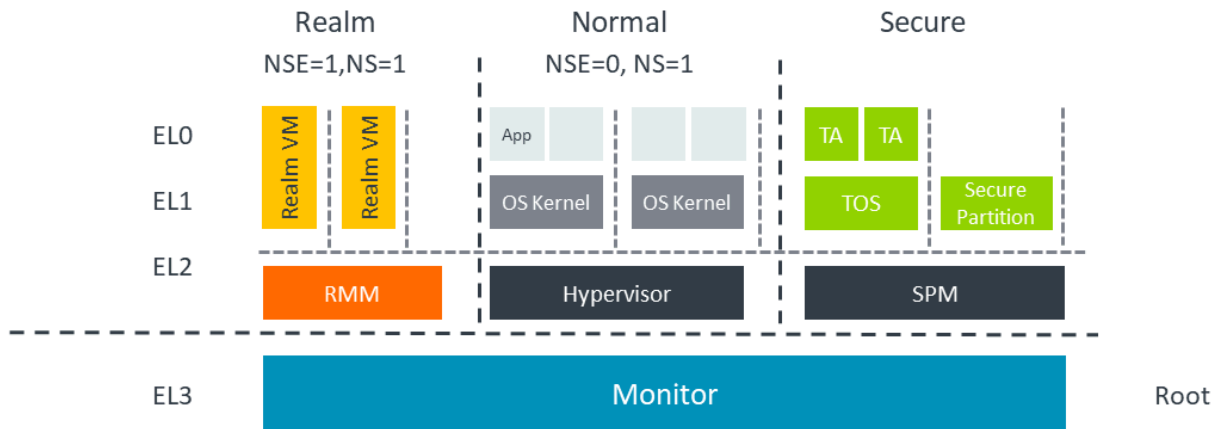 Realm
Normal
Secure
NSE=1,NS=1
NSE=0, NS=1
EL0
Realm VM
Realm VM
App
TA
TA
EL1
OS Kernel
OS Kernel
TOS
Secure
Partition
EL2
RMM
Hypervisor
SPM
EL3
Monitor
Root